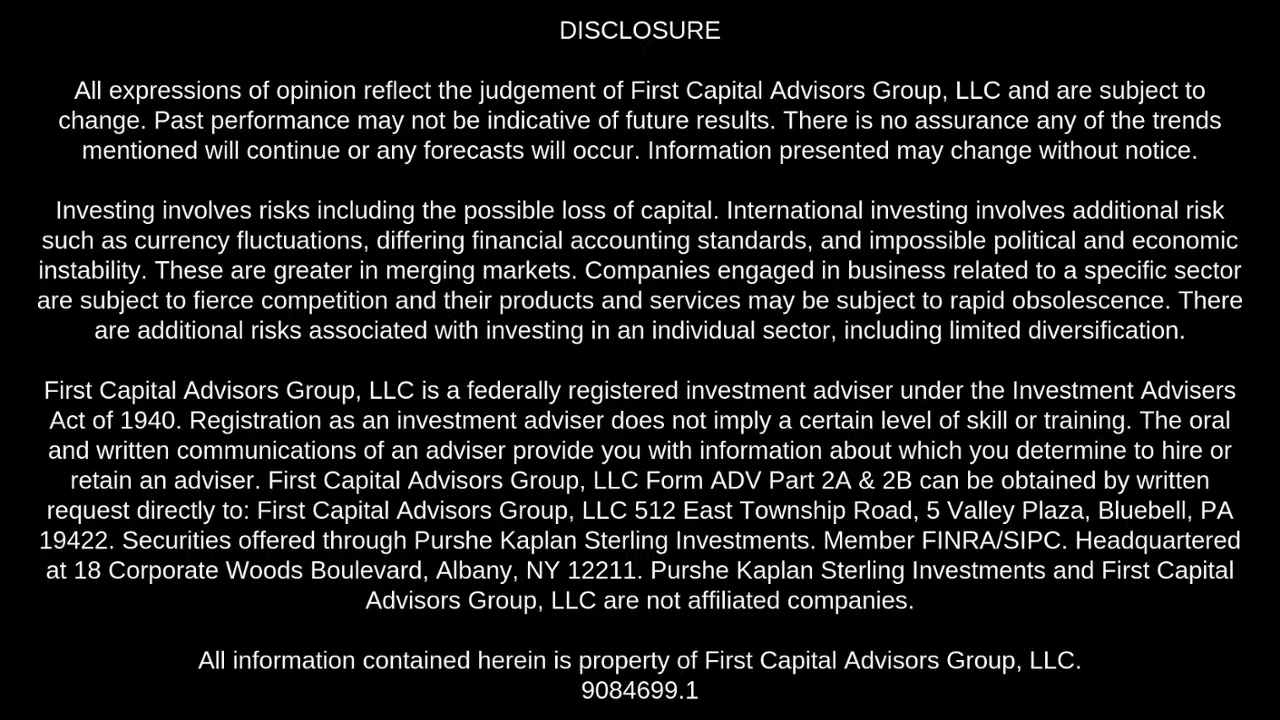 DISCLOSURE
All expressions of opinion reflect the judgement of First Capital Advisors Group, LLC and are subject to
change. Past performance may not be indicative of future results. There is no assurance any of the trends
mentioned will continue or any forecasts will occur. Information presented may change without notice.
Investing involves risks including the possible loss of capital. International investing involves additional risk
such as currency fluctuations, differing financial accounting standards, and impossible political and economic
instability. These are greater in merging markets. Companies engaged in business related to a specific sector
are subject to fierce competition and their products and services may be subject to rapid obsolescence. There
are additional risks associated with investing in an individual sector, including limited diversification.
First Capital Advisors Group, LLC is a federally registered investment adviser under the Investment Advisers
Act of 1940. Registration as an investment adviser does not imply a certain level of skill or training. The oral
and written communications of an adviser provide you with information about which you determine to hire or
retain an adviser. First Capital Advisors Group, LLC Form ADV Part 2A & 2B can be obtained by written
request directly to: First Capital Advisors Group, LLC 512 East Township Road, 5 Valley Plaza, Bluebell, PA
19422. Securities offered through Purshe Kaplan Sterling Investments. Member FINRA/SIPC. Headquartered
at 18 Corporate Woods Boulevard, Albany, NY 12211. Purshe Kaplan Sterling Investments and First Capital
Advisors Group, LLC are not affiliated companies.
All information contained herein is property of First Capital Advisors Group, LLC.
9084699.1